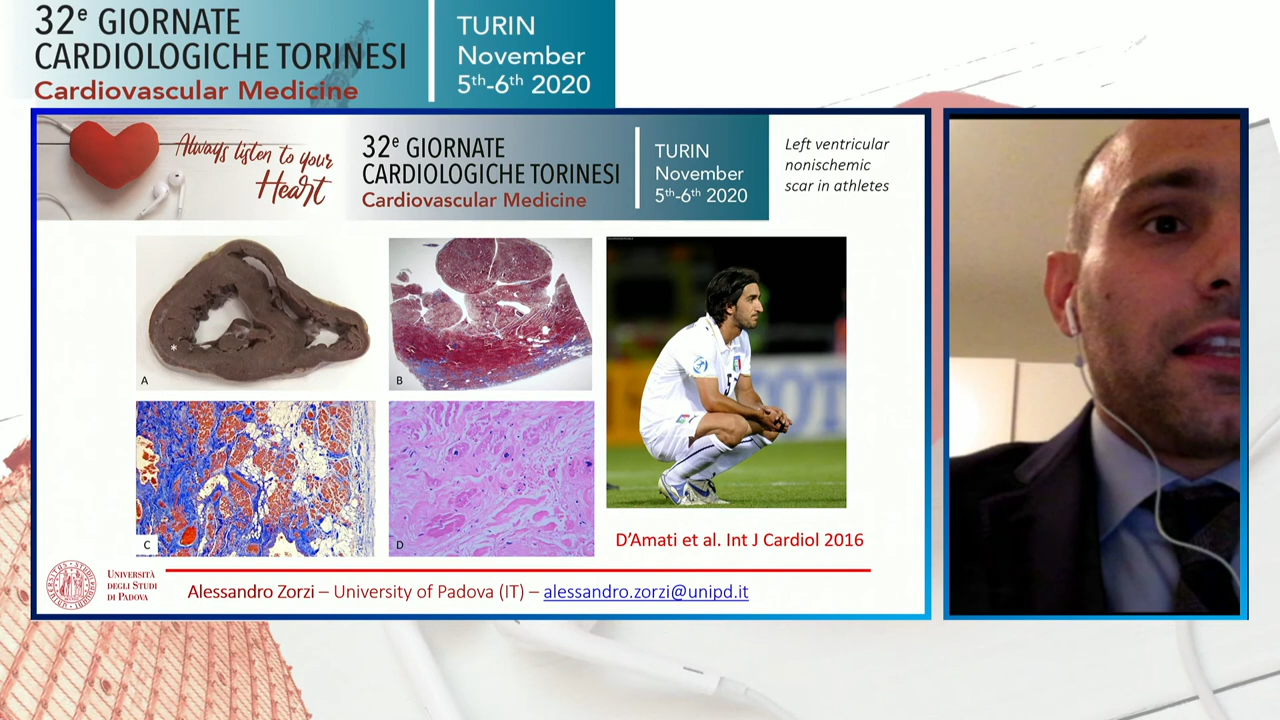 32e GIORNATE
CARDIOLOGICHE TORINESI
Cardiovascular Medicine
TURIN
November
5th-6th 2020
Always listen to your
Heart
32e GIORNATE
CARDIOLOGICHE TORINESI
Cardiovascular Medicine
TURIN
November
5th-6th 2020
Left ventricular
nonischemic
scar in athletes
*
A
B
C
D
5
D'Amati et al. Int J Cardiol 2016
UNIVERSITÀ
DEGLI STUDI
DI PADOVA
Alessandro Zorzi – University of Padova (IT) – alessandro.zorzi@unipd.it